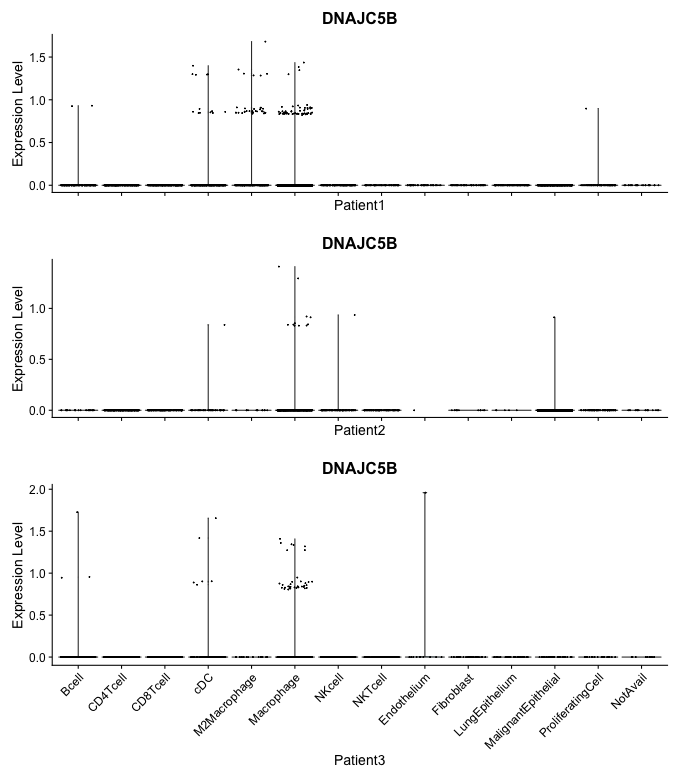 DNAJC5B
Expression Level
1.5
1.0
0.5
0.0
Patient1
DNAJC5B
Expression Level
1.0
0.5
0.0
Patient2
DNAJC5B
Expression Level
2.0
1.5
1.0
0.5
0.0
Bcell
CD4Tcell
CD8Tcell
cDC
M2Macrophage
Macrophage
NKcell
NKTcell
Endothelium
Fibroblast
LungEpithelium
MalignantEpithelial
ProliferatingCell
NotAvail
Patient3